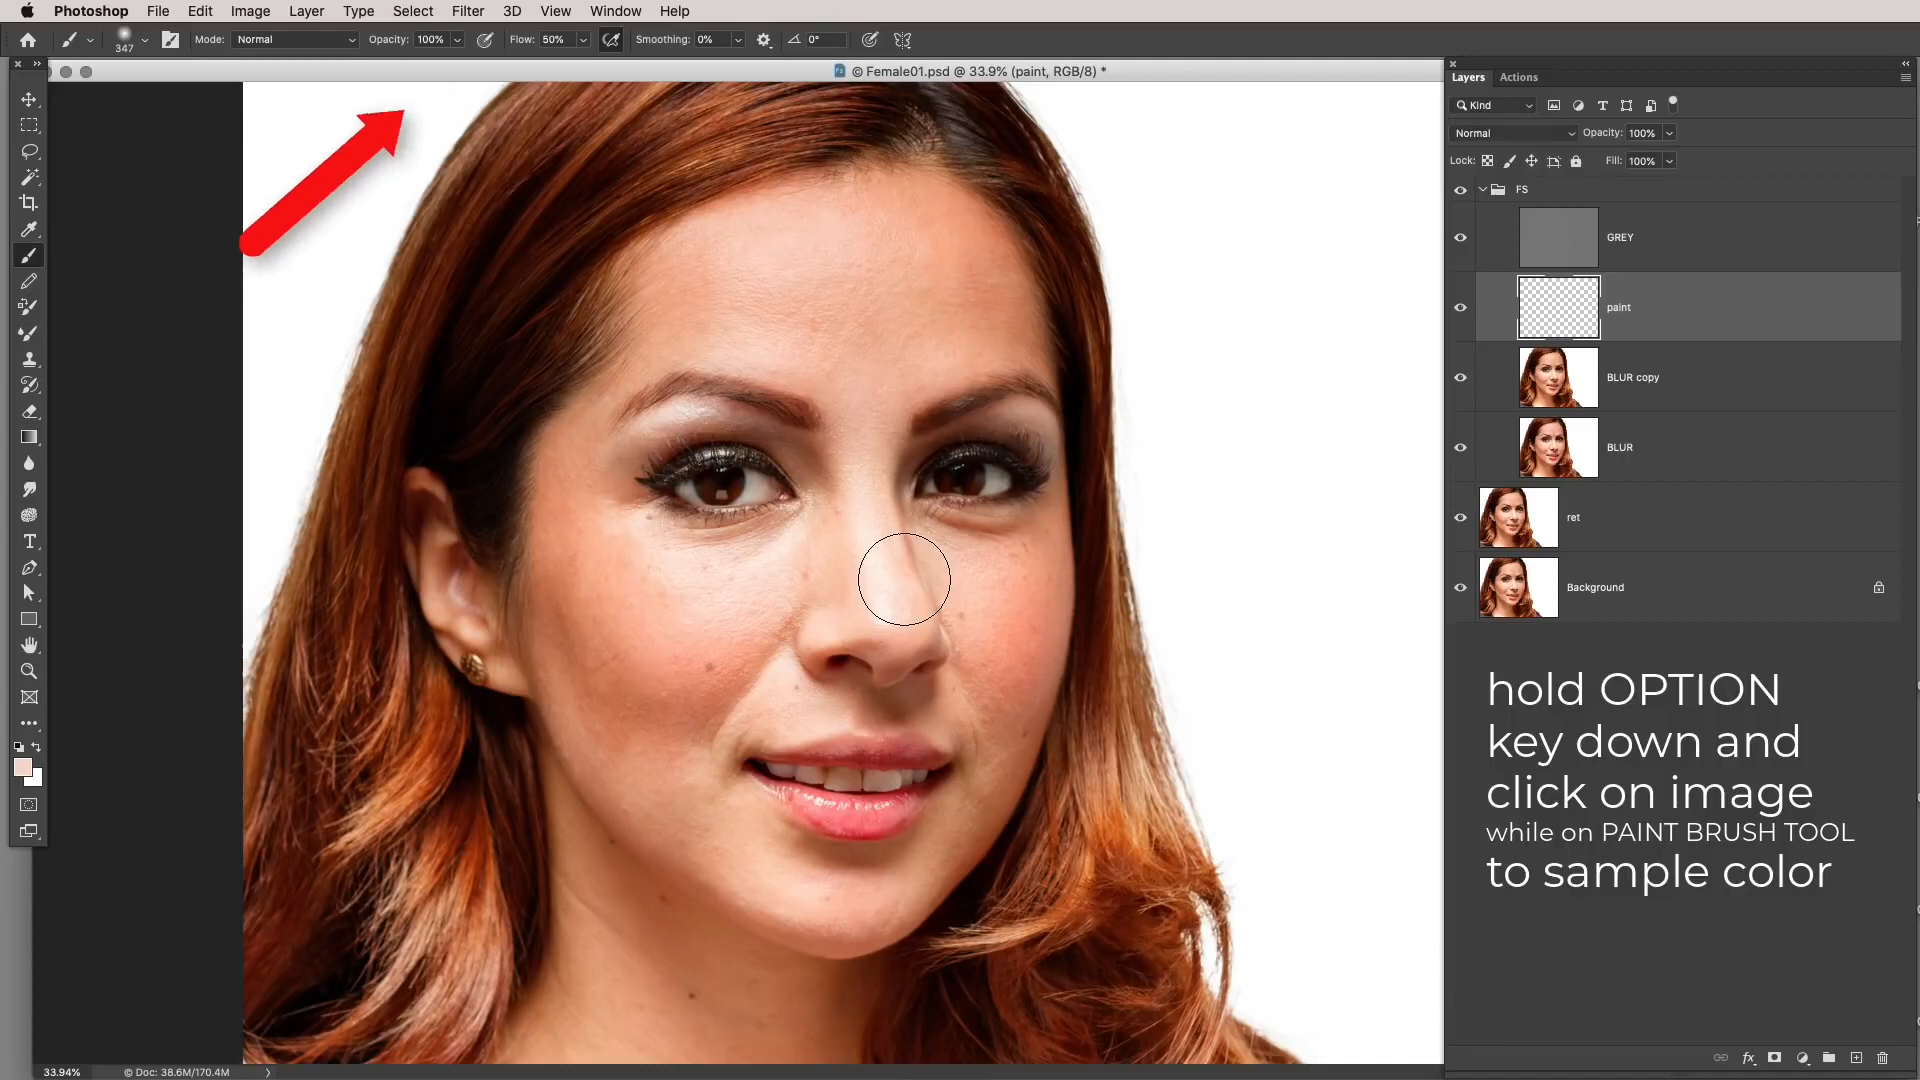 Photoshop File Edit Image Layer Type Select Filter 3D View Window Help
347 Mode: Normal Opacity: 100% Flow: 50% Smoothing: 0% 0°
© Female01.psd @ 33.9% (paint, RGB/8) *
Layers Actions
Kind
Normal Opacity: 100%
Lock: Fill: 100%
FS
GREY
paint
BLUR copy
BLUR
ret
Background
hold OPTION
key down and
click on image
while on PAINT BRUSH TOOL
to sample color
33.94% © Doc: 38.6M/170.4M